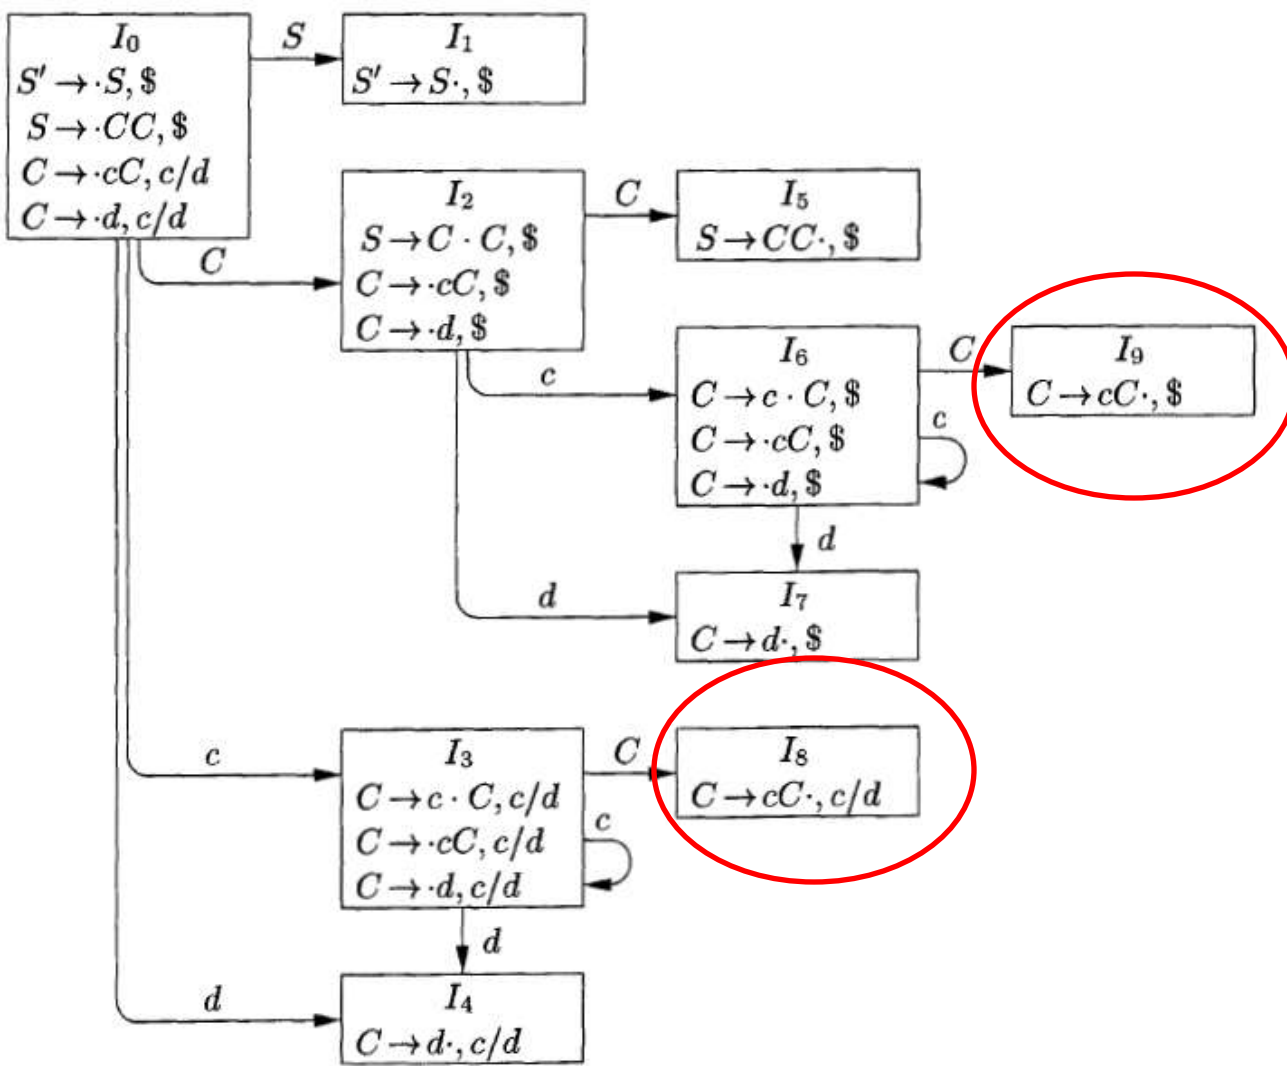 I₀
S′ → ·S, $
S → ·CC, $
C → ·cC, c/d
C → ·d, c/d
S
I₁
S′ → S·, $
C
I₂
S → C · C, $
C → ·cC, $
C → ·d, $
C
I₅
S → CC·, $
c
I₆
C → c · C, $
C → ·cC, $
C → ·d, $
C
I₉
C → cC·, $
c
d
d
I₇
C → d·, $
c
I₃
C → c · C, c/d
C → ·cC, c/d
C → ·d, c/d
C
I₈
C → cC·, c/d
c
d
d
I₄
C → d·, c/d